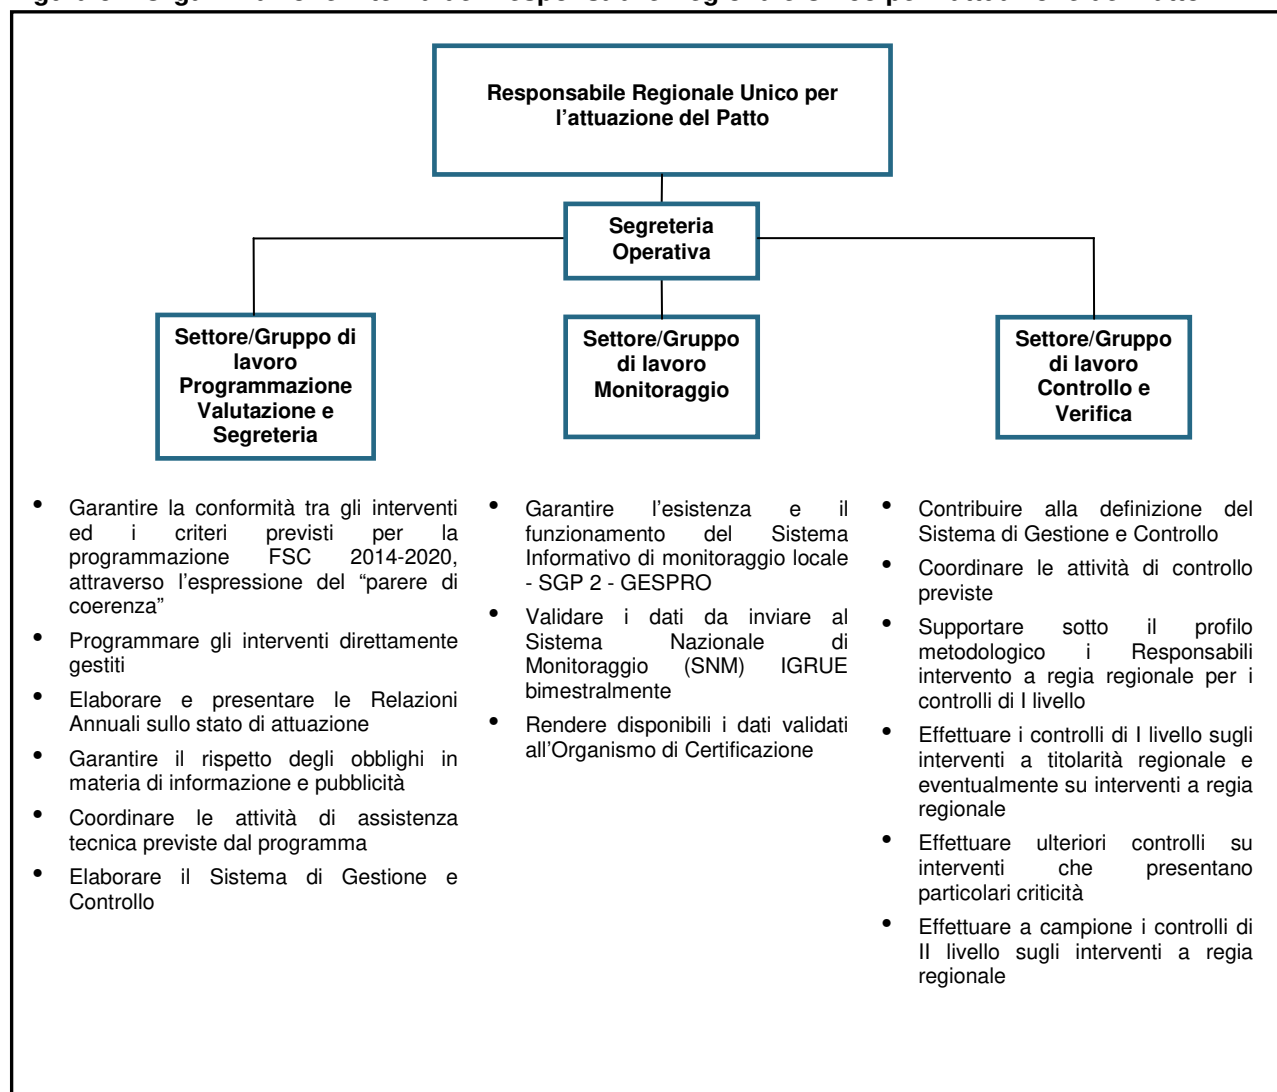 Responsabile Regionale Unico per
l'attuazione del Patto
Segreteria
Operativa
Settore/Gruppo di
lavoro
Programmazione
Valutazione e
Segreteria
Settore/Gruppo
di lavoro
Monitoraggio
Settore/Gruppo
di lavoro
Controllo e
Verifica
• Garantire la conformità tra gli interventi
ed i criteri previsti per la
programmazione FSC 2014-2020,
attraverso l'espressione del "parere di
coerenza"
• Programmare gli interventi direttamente
gestiti
• Elaborare e presentare le Relazioni
Annuali sullo stato di attuazione
• Garantire il rispetto degli obblighi in
materia di informazione e pubblicità
• Coordinare le attività di assistenza
tecnica previste dal programma
• Elaborare il Sistema di Gestione e
Controllo
• Garantire l'esistenza e il
funzionamento del Sistema
Informativo di monitoraggio locale
- SGP 2 - GESPRO
• Validare i dati da inviare al
Sistema Nazionale di
Monitoraggio (SNM) IGRUE
bimestralmente
• Rendere disponibili i dati validati
all'Organismo di Certificazione
• Contribuire alla definizione del
Sistema di Gestione e Controllo
• Coordinare le attività di controllo
previste
• Supportare sotto il profilo
metodologico i Responsabili
intervento a regia regionale per i
controlli di I livello
• Effettuare i controlli di I livello sugli
interventi a titolarità regionale e
eventualmente su interventi a regia
regionale
• Effettuare ulteriori controlli su
interventi che presentano
particolari criticità
• Effettuare a campione i controlli di
II livello sugli interventi a regia
regionale